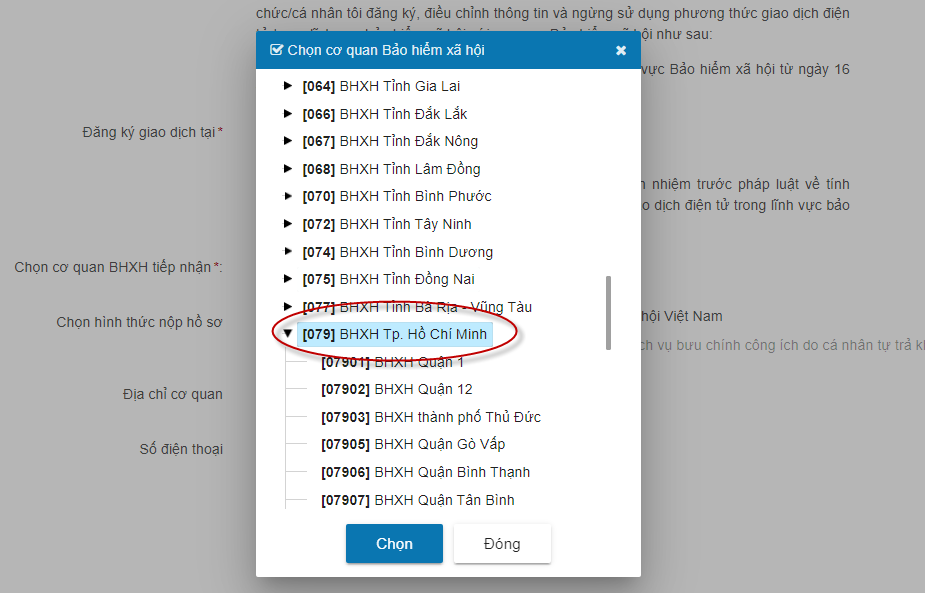 chức/cá nhân tôi đăng ký, điều chỉnh thông tin và ngừng sử dụng phương thức giao dịch điện
hội như sau:
Chọn cơ quan Bảo hiểm xã hội
vực Bảo hiểm xã hội từ ngày 16
[064] BHXH Tỉnh Gia Lai
[066] BHXH Tỉnh Đắk Lắk
Đăng ký giao dịch tại*
[067] BHXH Tỉnh Đắk Nông
[068] BHXH Tỉnh Lâm Đồng
nhiệm trước pháp luật về tính
[070] BHXH Tỉnh Bình Phước
dịch điện tử trong lĩnh vực bảo
[072] BHXH Tỉnh Tây Ninh
[074] BHXH Tỉnh Bình Dương
Chọn cơ quan BHXH tiếp nhận*:
[075] BHXH Tỉnh Đồng Nai
[077] BHXH Tỉnh Bà Rịa - Vũng Tàu
Chọn hình thức nộp hồ sơ
hội Việt Nam
[079] BHXH Tp. Hồ Chí Minh
vụ bưu chính công ích do cá nhân tự trả
[07901] BHXH Quận 1
[07902] BHXH Quận 12
Địa chỉ cơ quan
[07903] BHXH thành phố Thủ Đức
[07905] BHXH Quận Gò Vấp
Số điện thoại
[07906] BHXH Quận Bình Thạnh
[07907] BHXH Quận Tân Bình
Chọn
Đóng